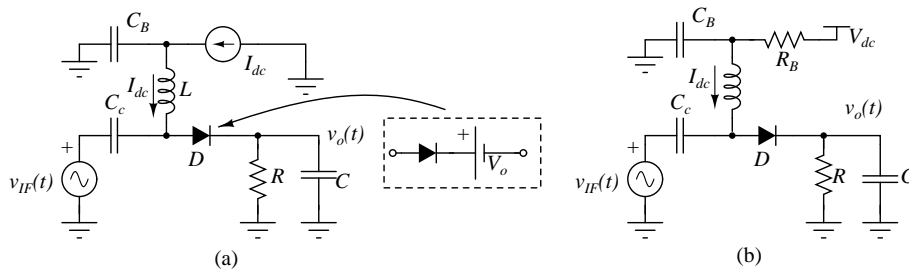 C_B
I_dc
I_dc
L
C_c
D
v_o(t)
+
v_IF(t)
R
C
+
V_o
(a)
C_B
V_dc
R_B
I_dc
C_c
D
v_o(t)
+
v_IF(t)
R
C
(b)